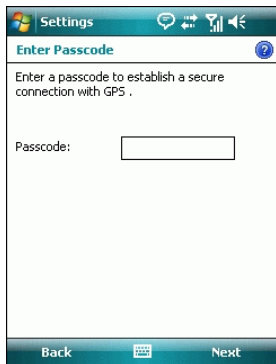 Settings
Enter Passcode
Enter a passcode to establish a secure
connection with GPS .
Passcode:
Back Next